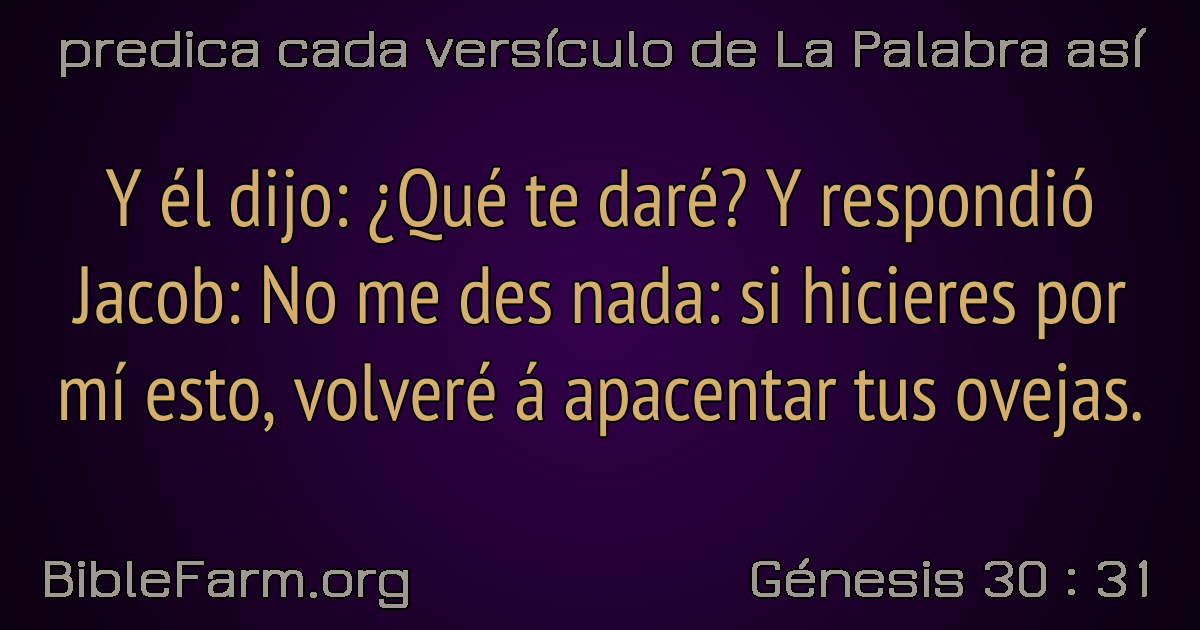 predica cada versículo de La Palabra así
Y él dijo: ¿Qué te daré? Y respondió
Jacob: No me des nada: si hicieres por
mí esto, volveré á apacentar tus ovejas.
BibleFarm.org
Génesis 30 : 31